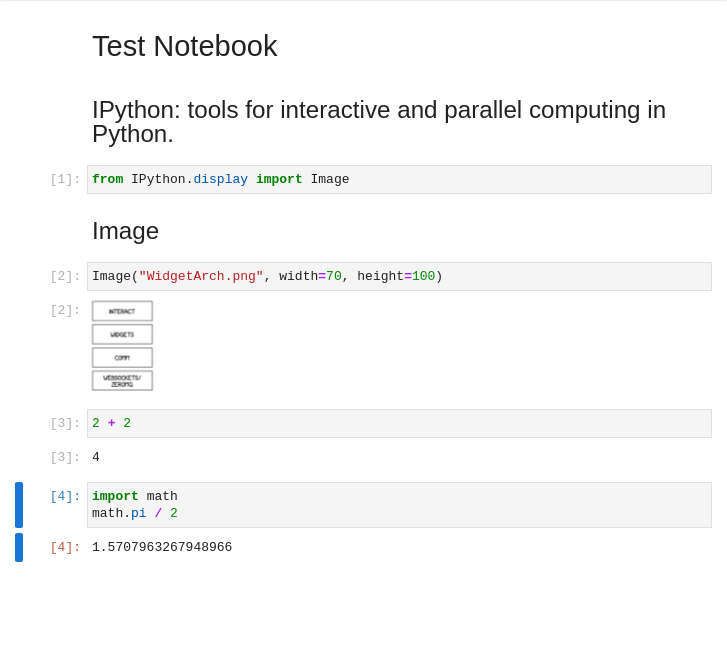 Test Notebook
IPython: tools for interactive and parallel computing in
Python.
[1]: from IPython.display import Image
Image
[2]: Image("WidgetArch.png", width=70, height=100)
[2]:
INTERACT
WIDGETS
COMM
WEBSOCKETS/
ZEROMQ
[3]: 2 + 2
[3]: 4
[4]: import math
math.pi / 2
[4]: 1.5707963267948966